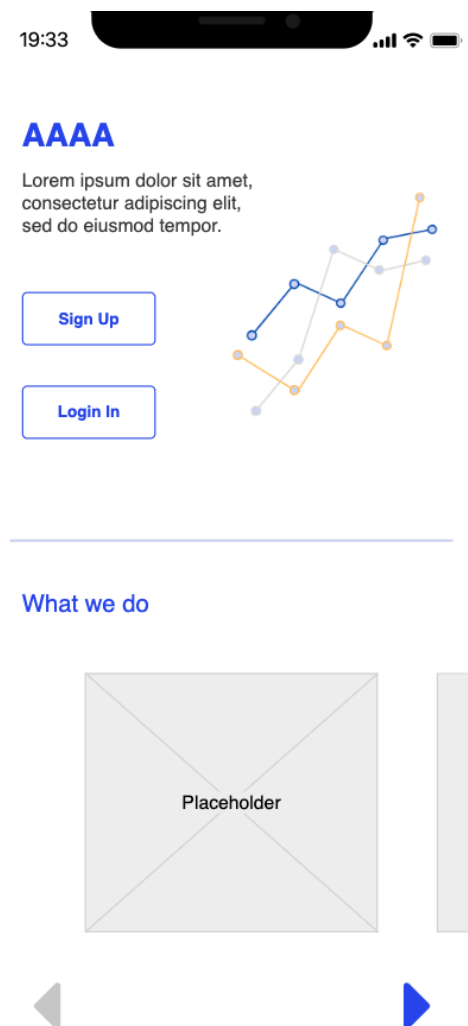 19:33
AAAA
Lorem ipsum dolor sit amet,
consectetur adipiscing elit,
sed do eiusmod tempor.
Sign Up
Login In
What we do
Placeholder